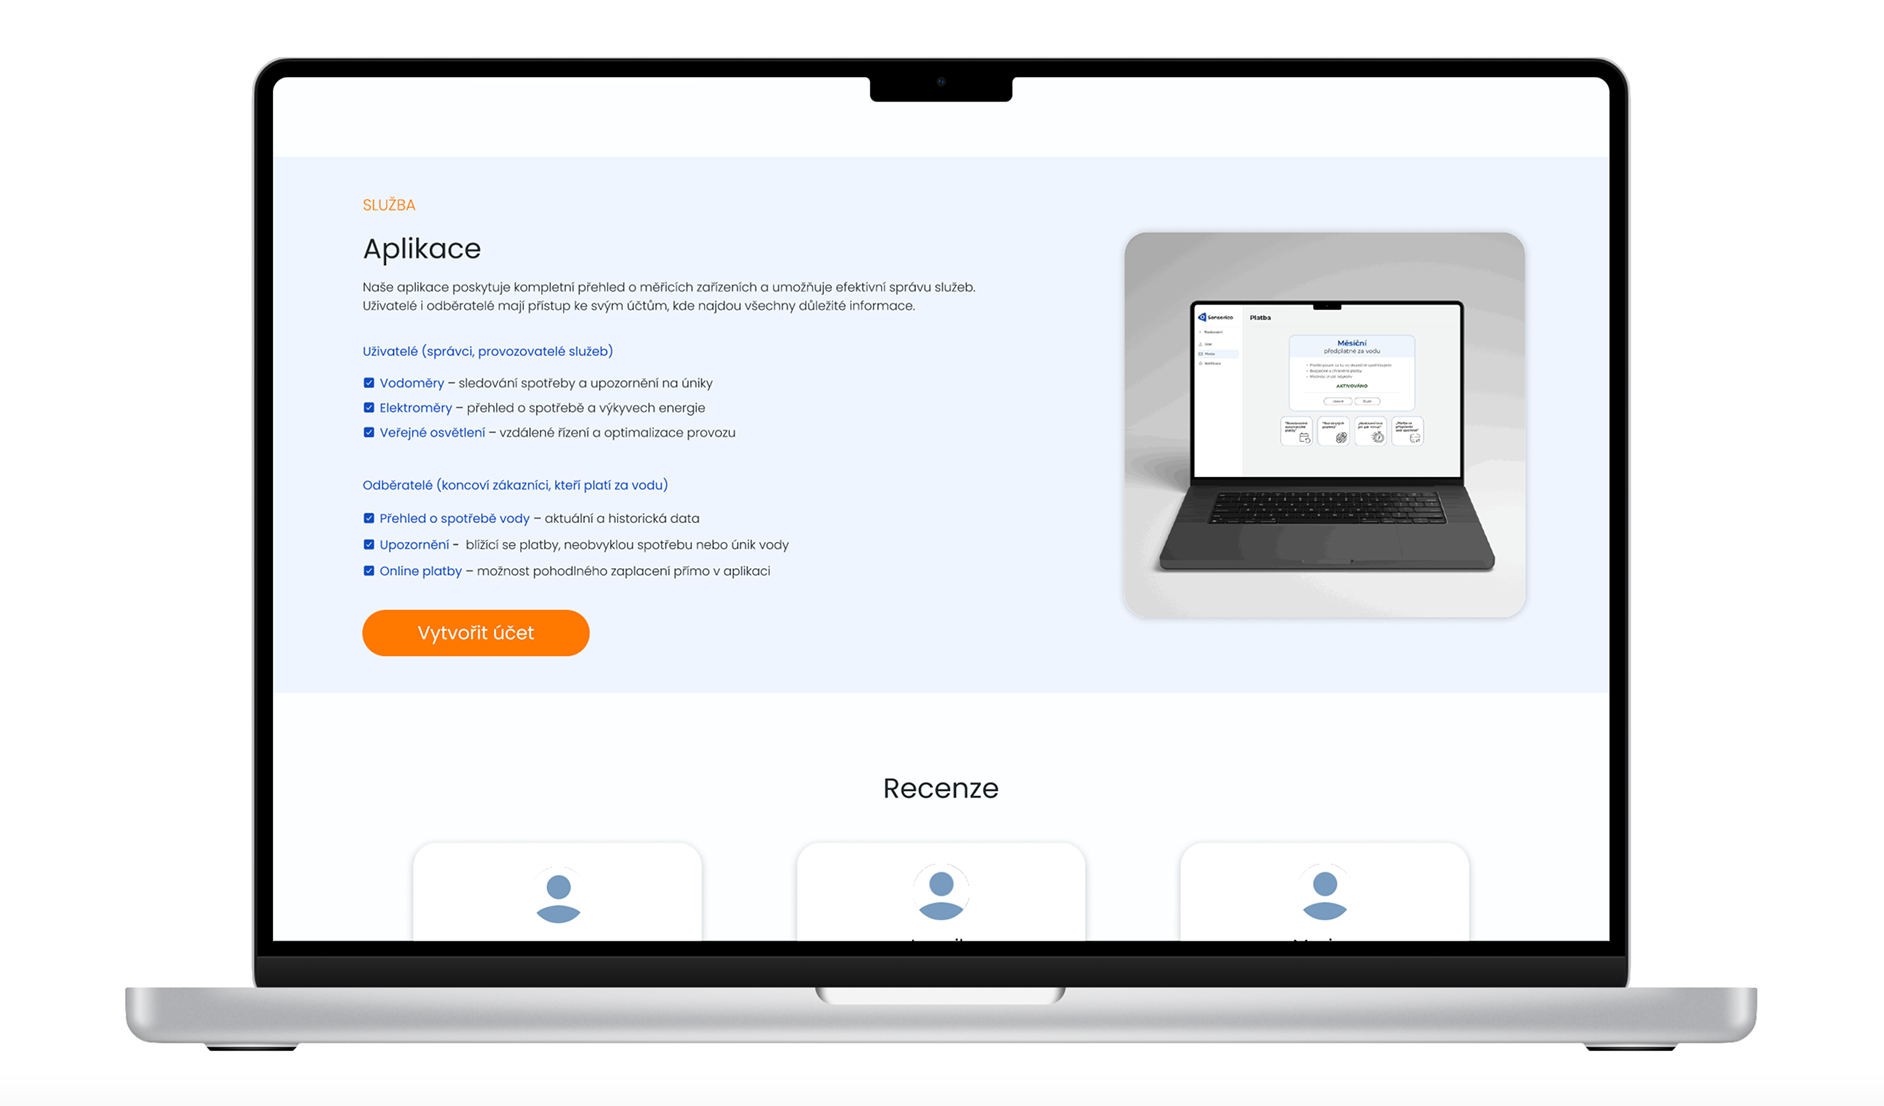 SLUŽBA
Aplikace
Naše aplikace poskytuje kompletní přehled o měřicích zařízeních a umožňuje efektivní správu služeb.
Uživatelé i odběratelé mají přístup ke svým účtům, kde najdou všechny důležité informace.
Uživatelé (správci, provozovatelé služeb)
Vodoměry – sledování spotřeby a upozornění na úniky
Elektroměry – přehled o spotřebě a výkyvech energie
Veřejné osvětlení – vzdálené řízení a optimalizace provozu
Odběratelé (koncoví zákazníci, kteří platí za vodu)
Přehled o spotřebě vody – aktuální a historická data
Upozornění - blížící se platby, neobvyklou spotřebu nebo únik vody
Online platby – možnost pohodlného zaplacení přímo v aplikaci
Vytvořit účet
Platba
Měsíční
předplatné za vodu
AKTIVOVÁNO
Recenze